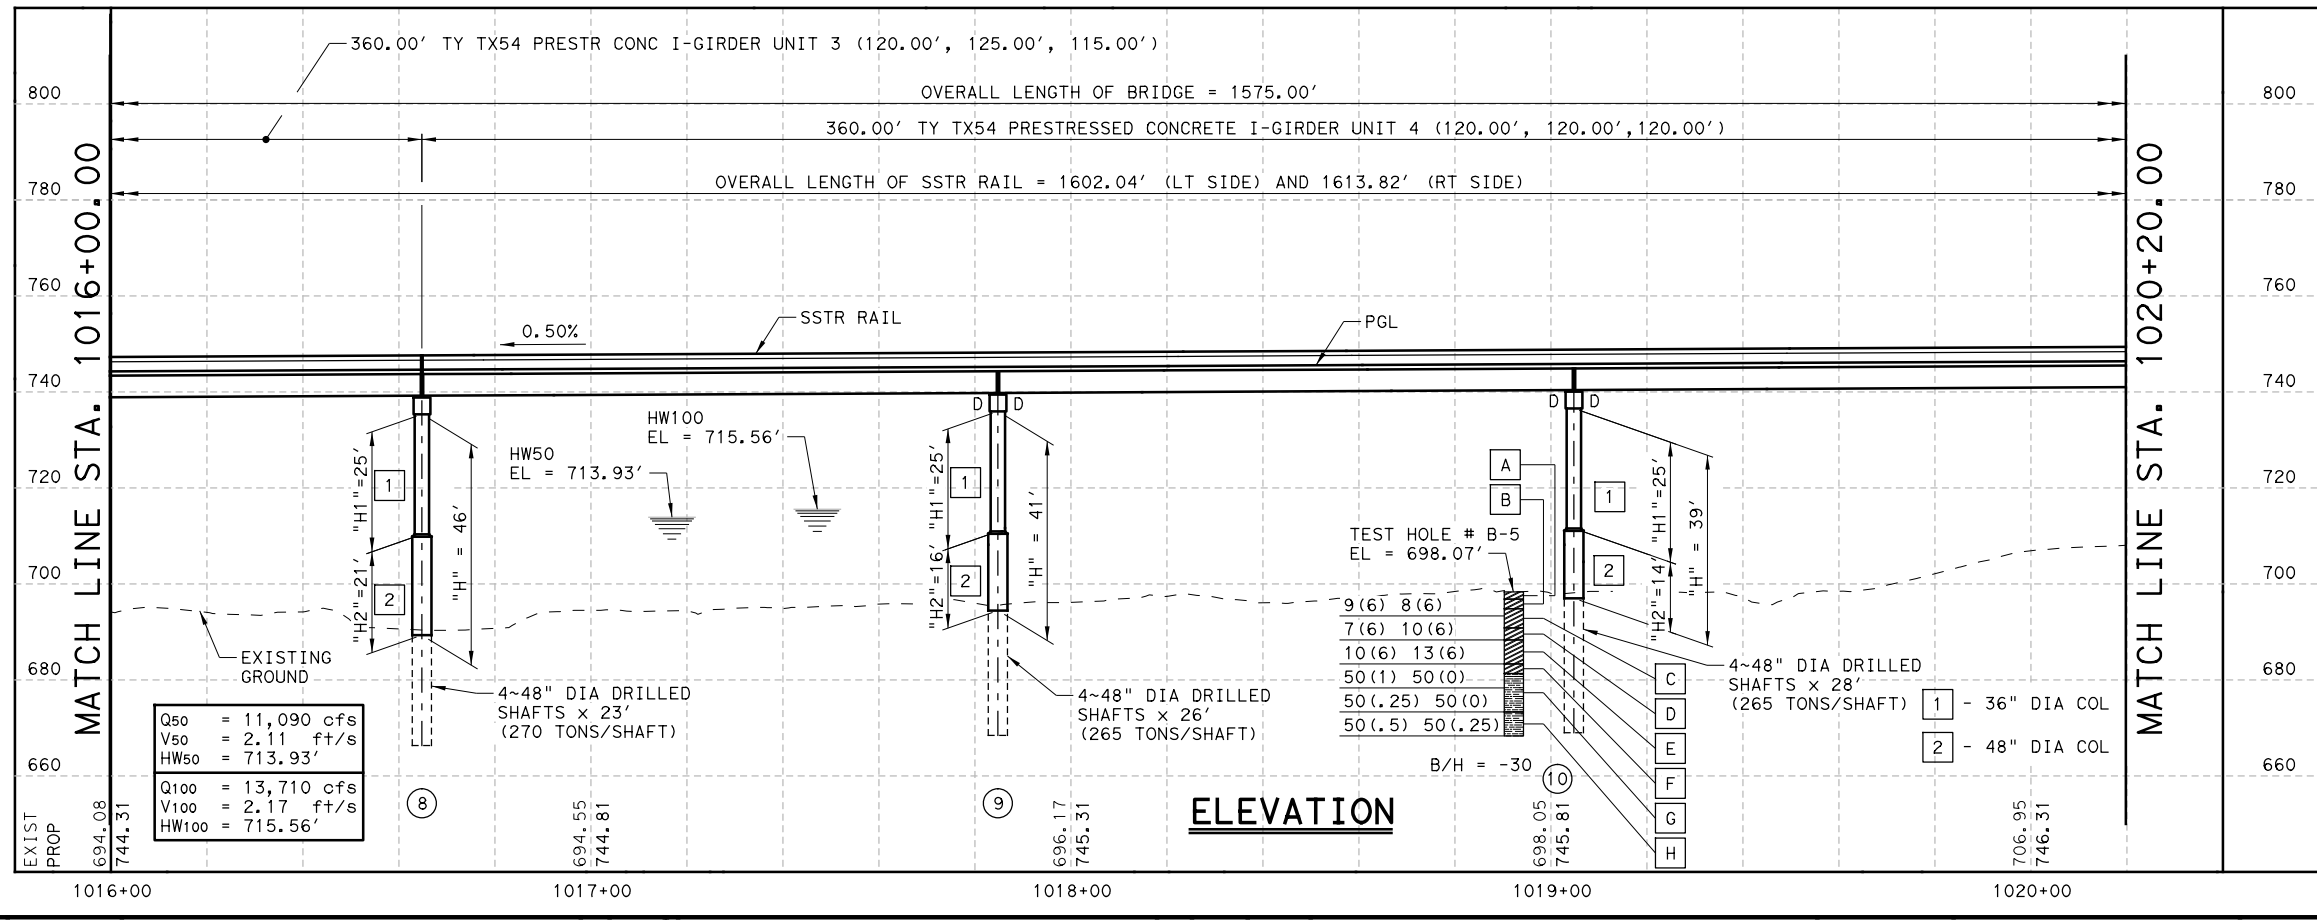 360.00' TY TX54 PRESTR CONC I-GIRDER UNIT 3 (120.00', 125.00', 115.00')
OVERALL LENGTH OF BRIDGE = 1575.00'
360.00' TY TX54 PRESTRESSED CONCRETE I-GIRDER UNIT 4 (120.00', 120.00',120.00')
OVERALL LENGTH OF SSTR RAIL = 1602.04' (LT SIDE) AND 1613.82' (RT SIDE)
800
780
760
740
720
700
680
660
MATCH LINE STA. 1016+00.00
0.50%
SSTR RAIL
PGL
HW100
EL = 715.56'
HW50
EL = 713.93'
"H1"=25'
1
"H2"=21'
2
"H" = 46'
D D
"H1"=25'
1
"H2"=16'
2
"H" = 41'
D D
"H1"=25'
1
"H2"=14'
2
"H" = 39'
A
B
TEST HOLE # B-5
EL = 698.07'
9(6) 8(6)
7(6) 10(6)
10(6) 13(6)
50(1) 50(0)
50(.25) 50(0)
50(.5) 50(.25)
B/H = -30
C
D
E
F
G
H
EXISTING
GROUND
4~48" DIA DRILLED
SHAFTS x 23'
(270 TONS/SHAFT)
4~48" DIA DRILLED
SHAFTS x 26'
(265 TONS/SHAFT)
4~48" DIA DRILLED
SHAFTS x 28'
(265 TONS/SHAFT)
1 - 36" DIA COL
2 - 48" DIA COL
Q50 = 11,090 cfs
V50 = 2.11 ft/s
HW50 = 713.93'
Q100 = 13,710 cfs
V100 = 2.17 ft/s
HW100 = 715.56'
8
9
10
ELEVATION
MATCH LINE STA. 1020+20.00
800
780
760
740
720
700
680
660
EXIST
PROP
694.08
744.31
694.55
744.81
696.17
745.31
698.05
745.81
706.95
746.31
1016+00
1017+00
1018+00
1019+00
1020+00